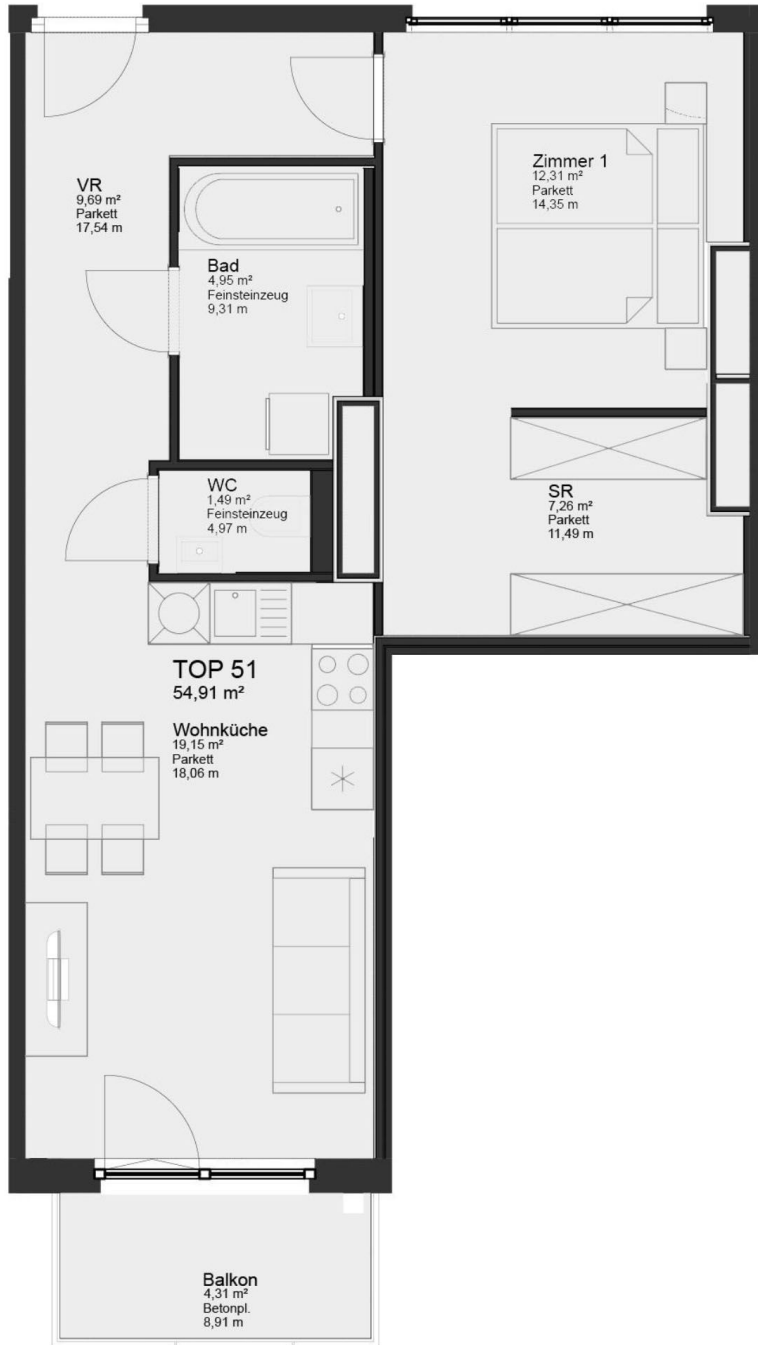 VR
9,69 m²
Parkett
17,54 m
Zimmer 1
12,31 m²
Parkett
14,35 m
Bad
4,95 m²
Feinsteinzeug
9,31 m
WC
1,49 m²
Feinsteinzeug
4,97 m
SR
7,26 m²
Parkett
11,49 m
TOP 51
54,91 m²
Wohnküche
19,15 m²
Parkett
18,06 m
Balkon
4,31 m²
Betonpl.
8,91 m